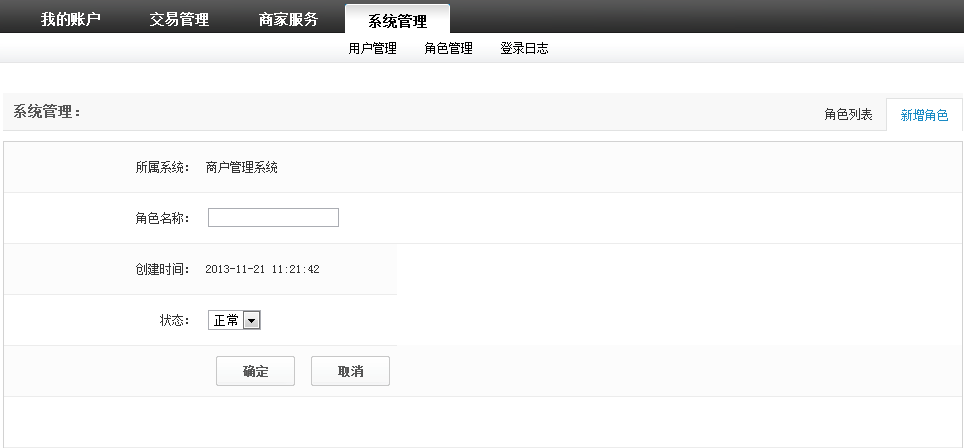 我的账户 交易管理 商家服务 系统管理
用户管理 角色管理 登录日志
系统管理： 角色列表 新增角色
所属系统： 商户管理系统
角色名称：
创建时间： 2013-11-21 11:21:42
状态： 正常
确定 取消